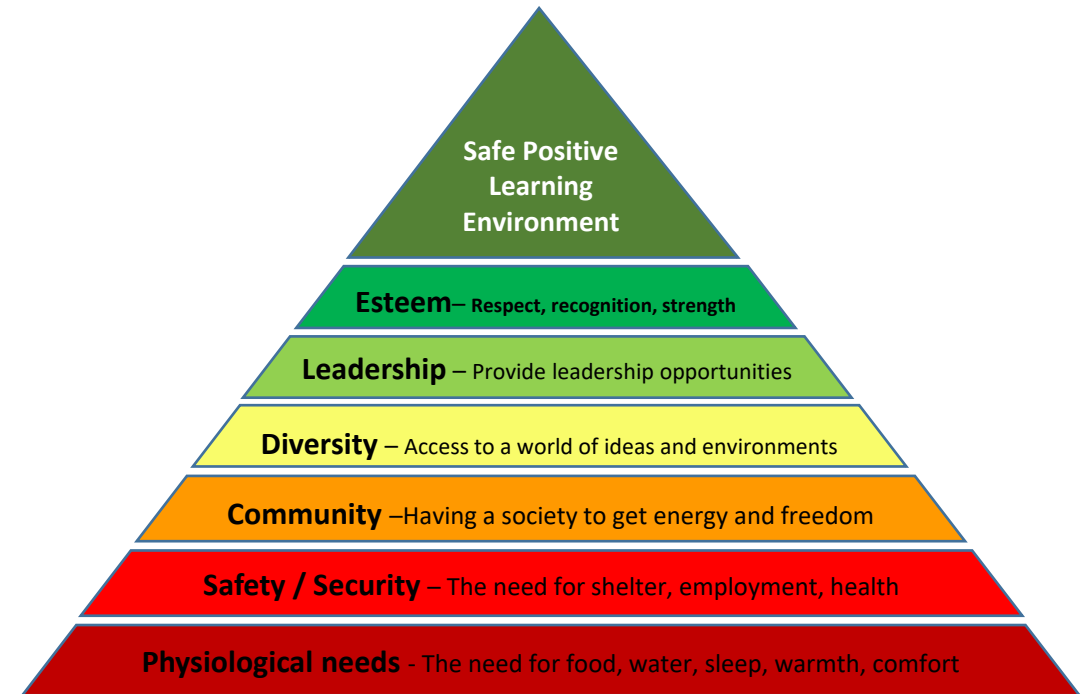 Safe Positive
Learning
Environment
Esteem– Respect, recognition, strength
Leadership – Provide leadership opportunities
Diversity – Access to a world of ideas and environments
Community –Having a society to get energy and freedom
Safety / Security – The need for shelter, employment, health
Physiological needs - The need for food, water, sleep, warmth, comfort